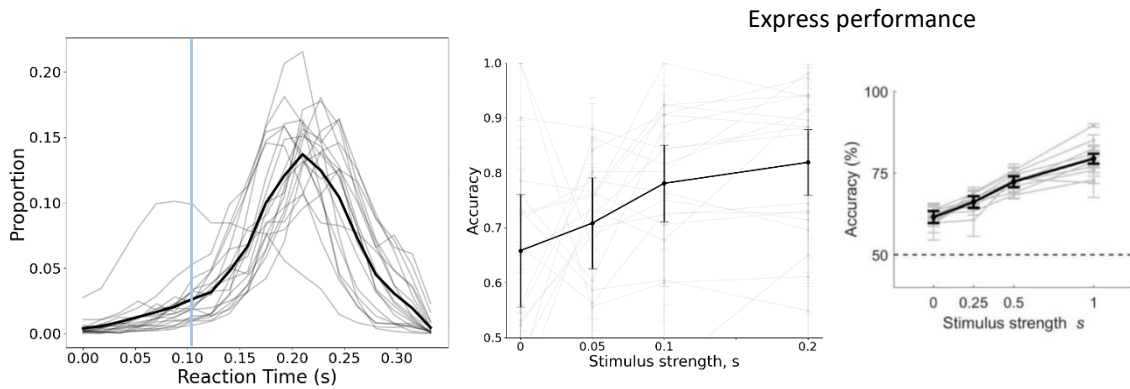 Express performance
Proportion
0.20
0.15
0.10
0.05
0.00
0.00 0.05 0.10 0.15 0.20 0.25 0.30
Reaction Time (s)
Accuracy
1.0
0.9
0.8
0.7
0.6
0.5
0 0.05 0.1 0.2
Stimulus strength, s
Accuracy (%)
100
75
50
0 0.25 0.5 1
Stimulus strength s